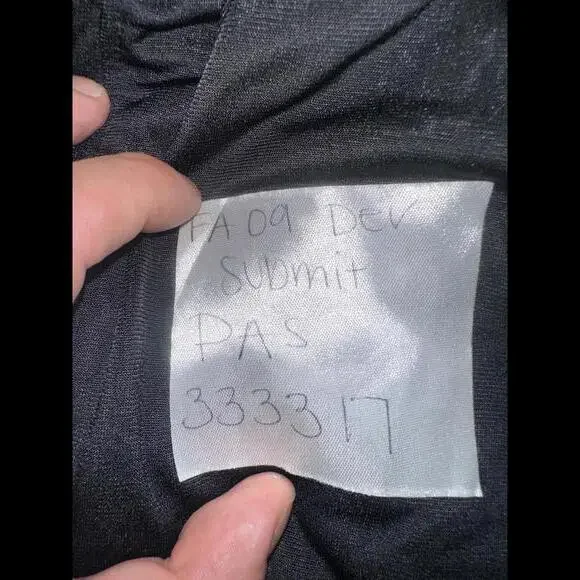 FA 09 DEV
SUbmit
PAS
333317